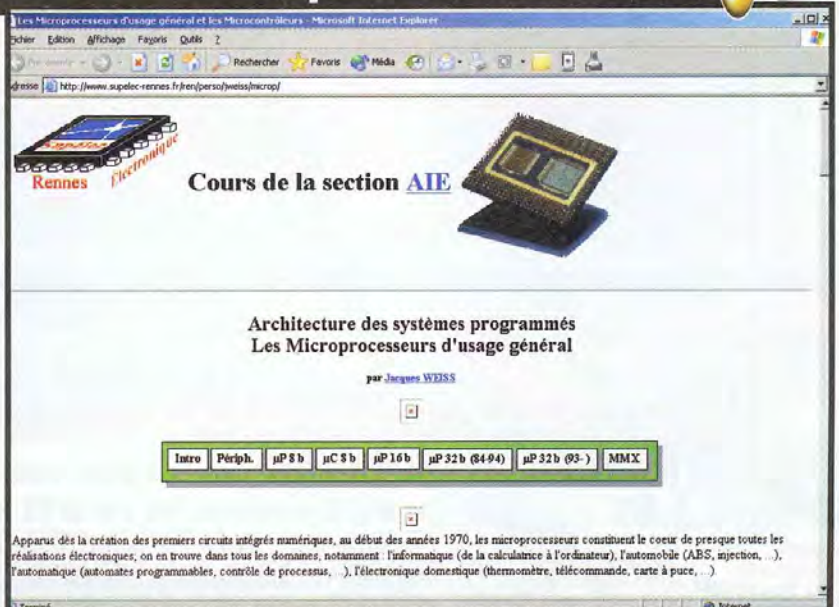 Les Microprocesseurs d'usage général et les Microcontrôleurs - Microsoft Internet Explorer
Edition Affichage Favoris Outils ?
Rechercher Favoris Média
http://www.supelec-rennes.fr/ren/perso/jweiss/microp/
Supélec
Rennes Électronique
Cours de la section AIE
Architecture des systèmes programmés
Les Microprocesseurs d'usage général
par Jacques WEISS
Intro Périph. µP 8 b µC 8 b µP 16 b µP 32 b (84-94) µP 32 b (93- ) MMX
Apparus dès la création des premiers circuits intégrés numériques, au début des années 1970, les microprocesseurs constituent le coeur de presque toutes les
réalisations électroniques; on en trouve dans tous les domaines, notamment : l'informatique (de la calculatrice à l'ordinateur), l'automobile (ABS, injection, ...),
l'automatique (automates programmables, contrôle de processus, ...), l'électronique domestique (thermomètre, télécommande, carte à puce, ...)
Internet